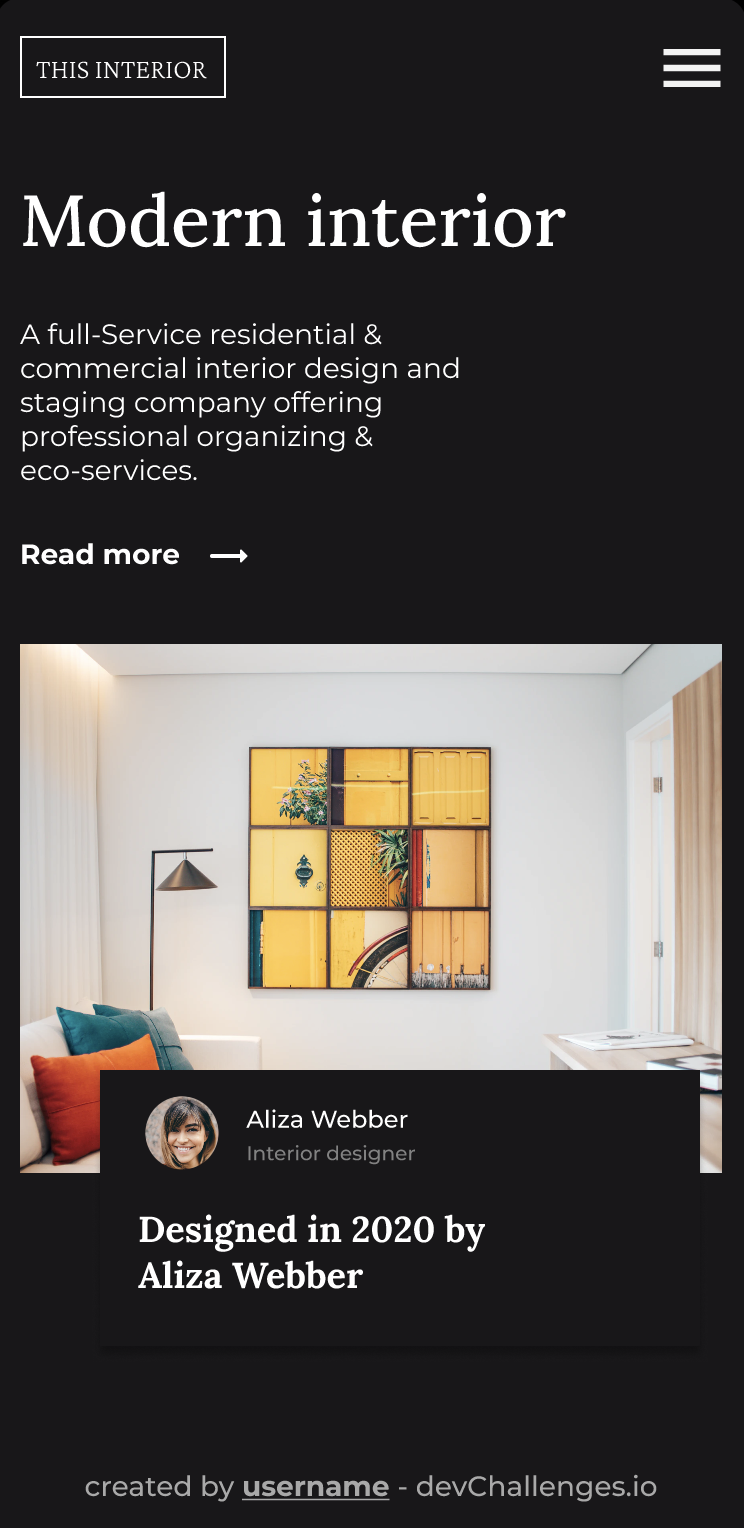 THIS INTERIOR
Modern interior
A full-Service residential &
commercial interior design and
staging company offering
professional organizing &
eco-services.
Read more
Aliza Webber
Interior designer
Designed in 2020 by
Aliza Webber
created by username - devChallenges.io